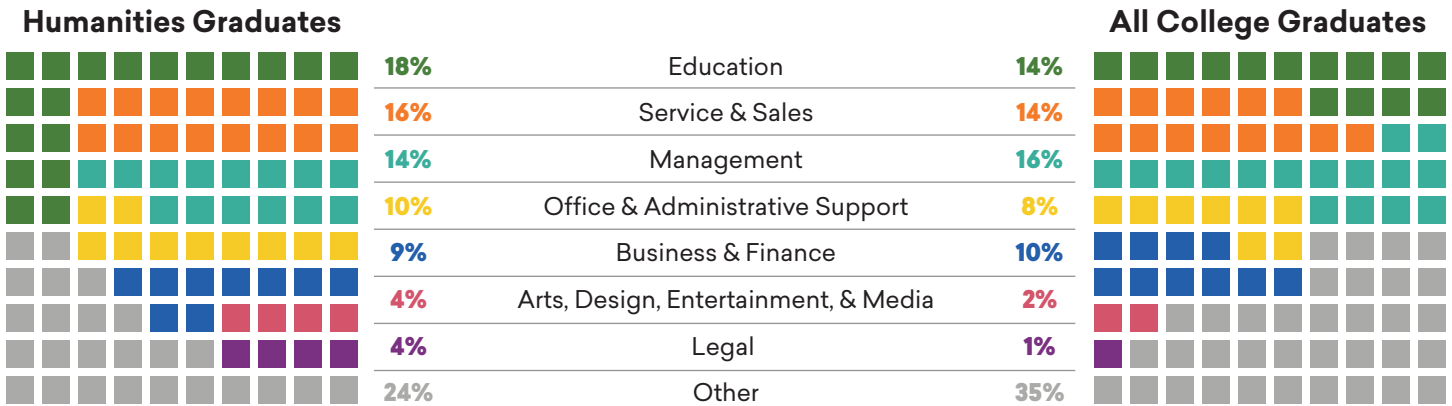 Humanities Graduates All College Graduates
18% Education 14%
16% Service & Sales 14%
14% Management 16%
10% Office & Administrative Support 8%
9% Business & Finance 10%
4% Arts, Design, Entertainment, & Media 2%
4% Legal 1%
24% Other 35%